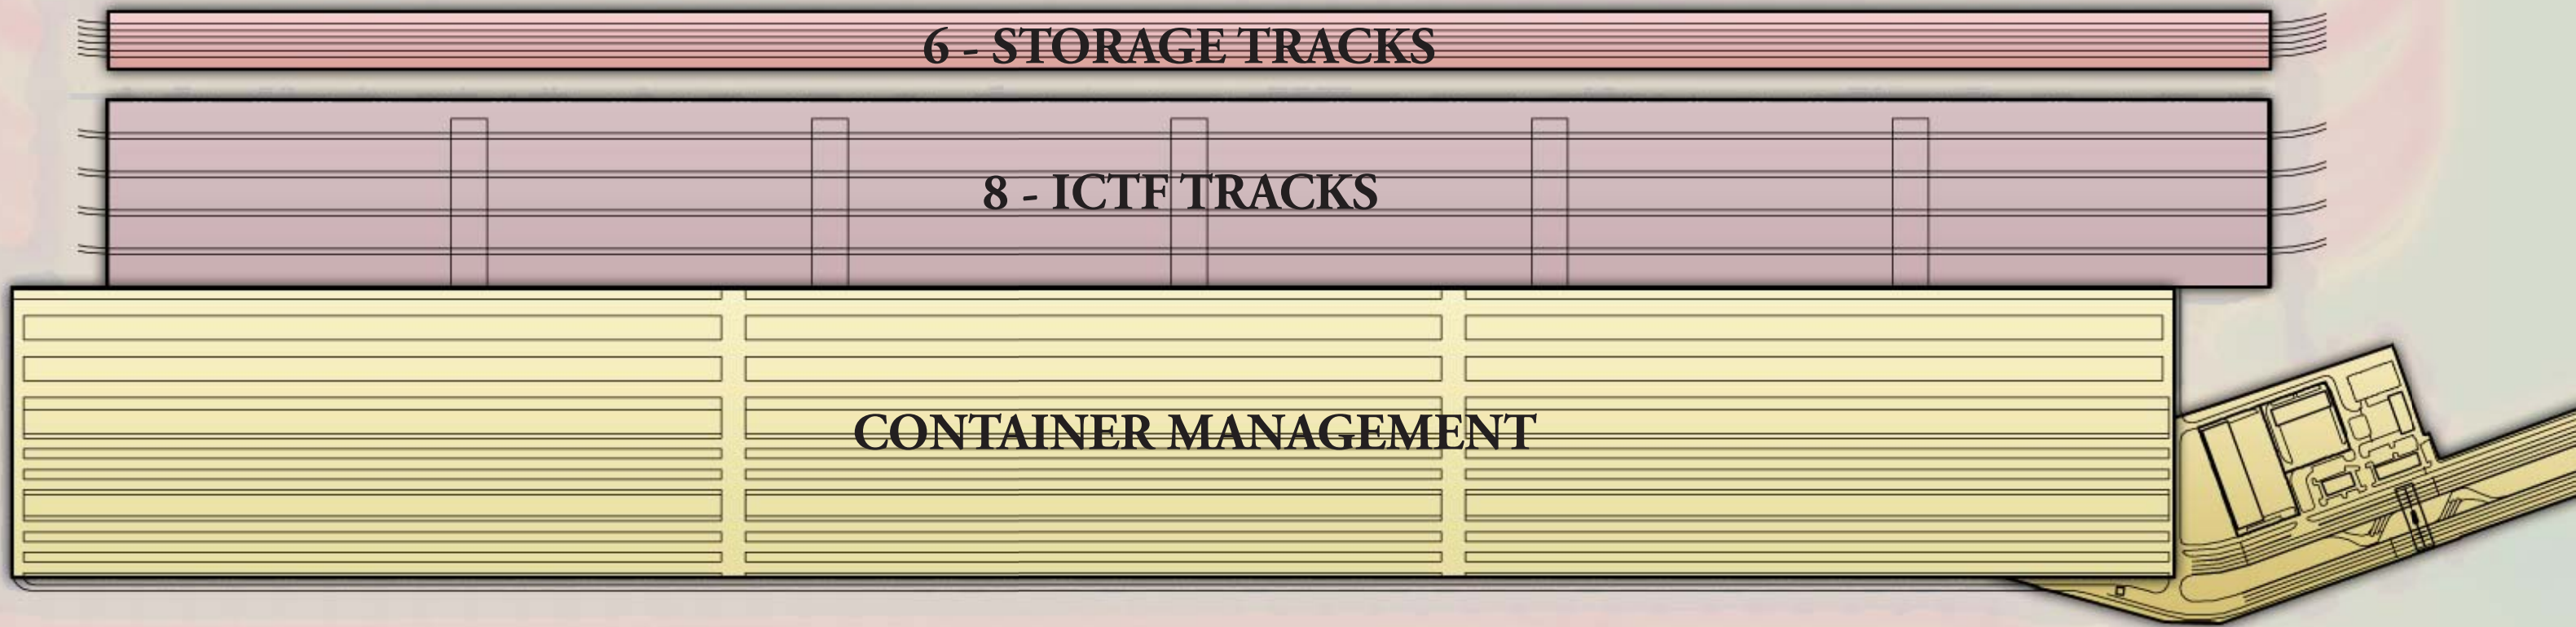 6 - STORAGE TRACKS
8 - ICTF TRACKS
CONTAINER MANAGEMENT